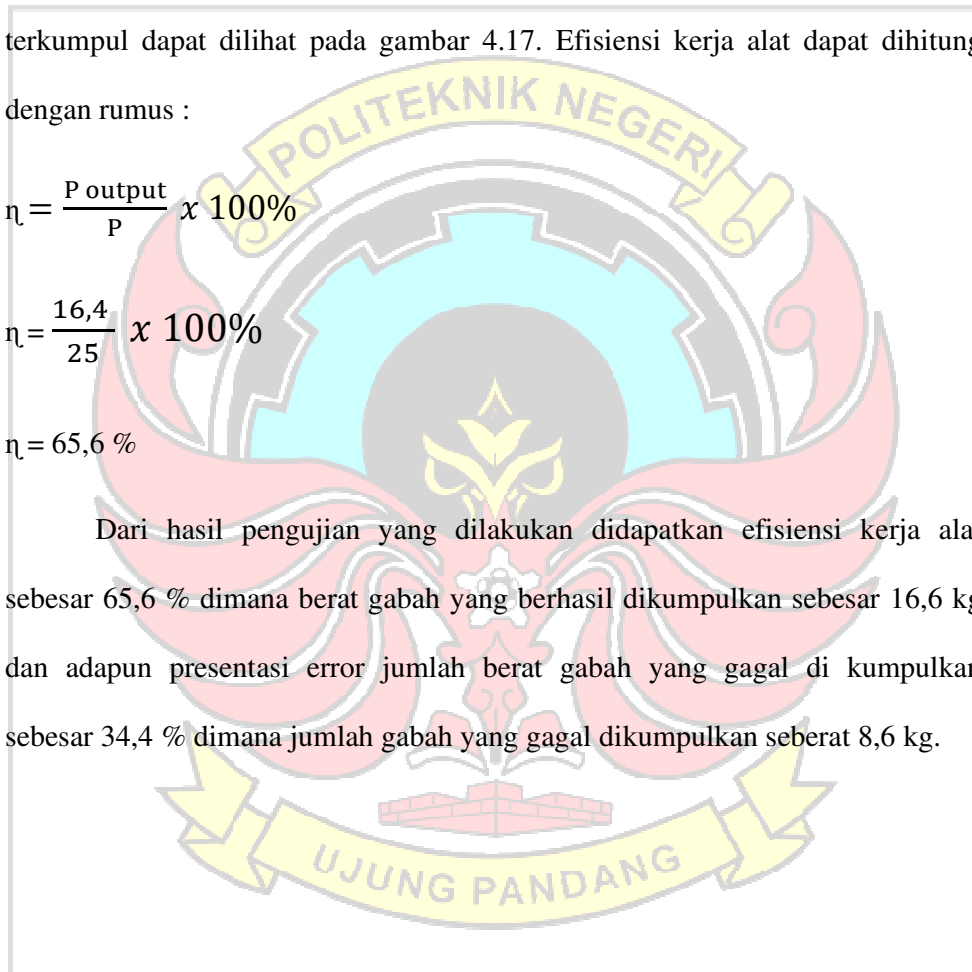 terkumpul dapat dilihat pada gambar 4.17. Efisiensi kerja alat dapat dihitung
dengan rumus :
POLITEKNIK NEGERI
η = P output / P x 100%
η = 16,4 / 25 x 100%
η = 65,6 %
Dari hasil pengujian yang dilakukan didapatkan efisiensi kerja ala
sebesar 65,6 % dimana berat gabah yang berhasil dikumpulkan sebesar 16,6 kg
dan adapun presentasi error jumlah berat gabah yang gagal di kumpulkan
sebesar 34,4 % dimana jumlah gabah yang gagal dikumpulkan seberat 8,6 kg.
UJUNG PANDANG